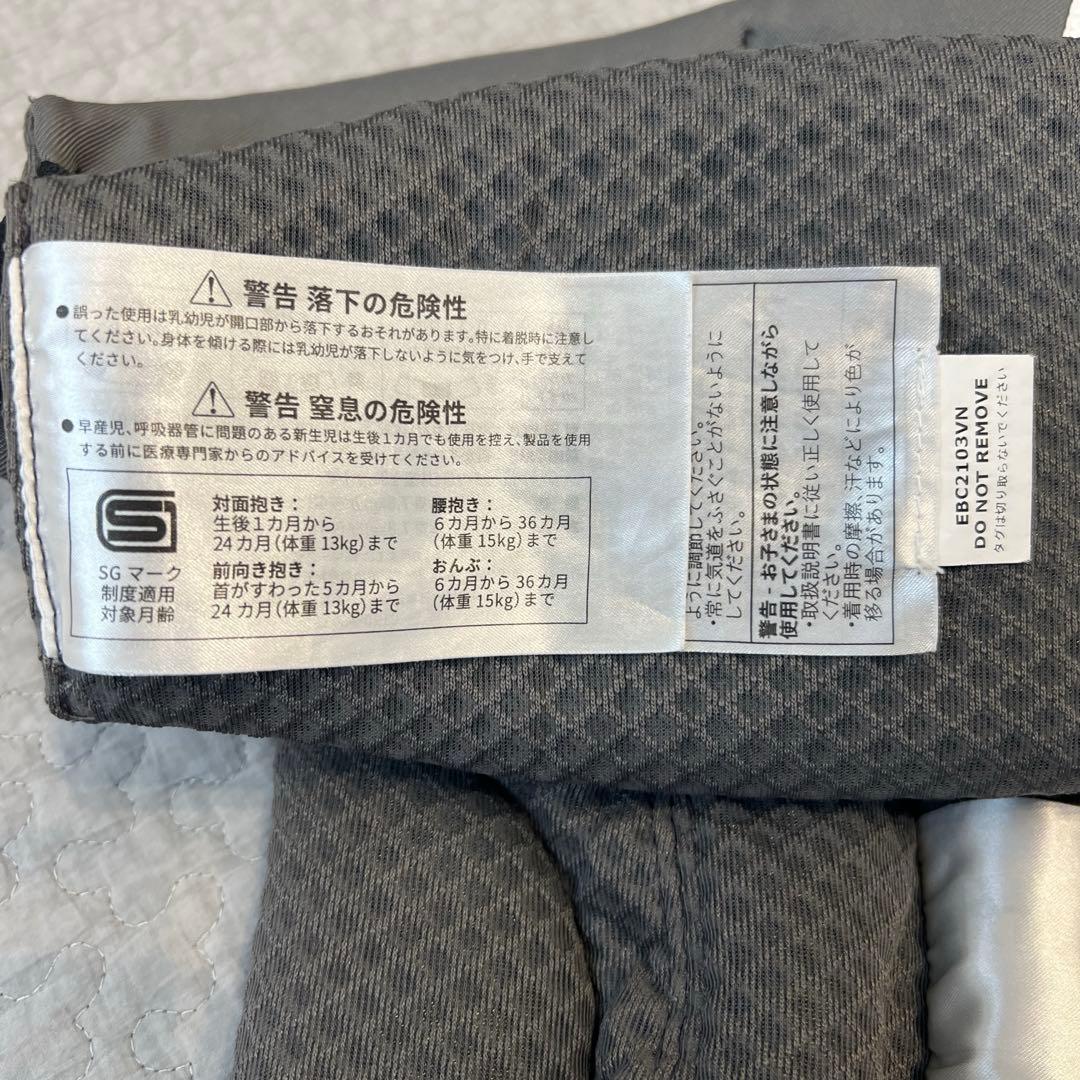 警告 落下の危険性
●誤った使用は乳幼児が開口部から落下するおそれがあります。特に着脱時に注意し
てください。身体を傾ける際には乳幼児が落下しないように気をつけ、手で支えて
ください。
警告 窒息の危険性
●早産児、呼吸器管に問題のある新生児は生後1カ月でも使用を控え、製品を使用
する前に医療専門家からのアドバイスを受けてください。
SG マーク
制度適用
対象月齢
対面抱き：
生後1カ月から
24カ月（体重 13kg）まで
前向き抱き：
首がすわった5カ月から
24カ月（体重 13kg）まで
腰抱き：
6カ月から 36カ月
（体重 15kg）まで
おんぶ：
6カ月から 36カ月
（体重 15kg）まで
ように調節してください。
・常に気道をふさぐことがないように
してください。
警告 - お子さまの状態に注意しながら
使用してください。
・取扱説明書に従い正しく使用して
ください。
・着用時の摩擦、汗などにより色が
移る場合があります。
EBC2103VN
DO NOT REMOVE
タグは切り取らないでください